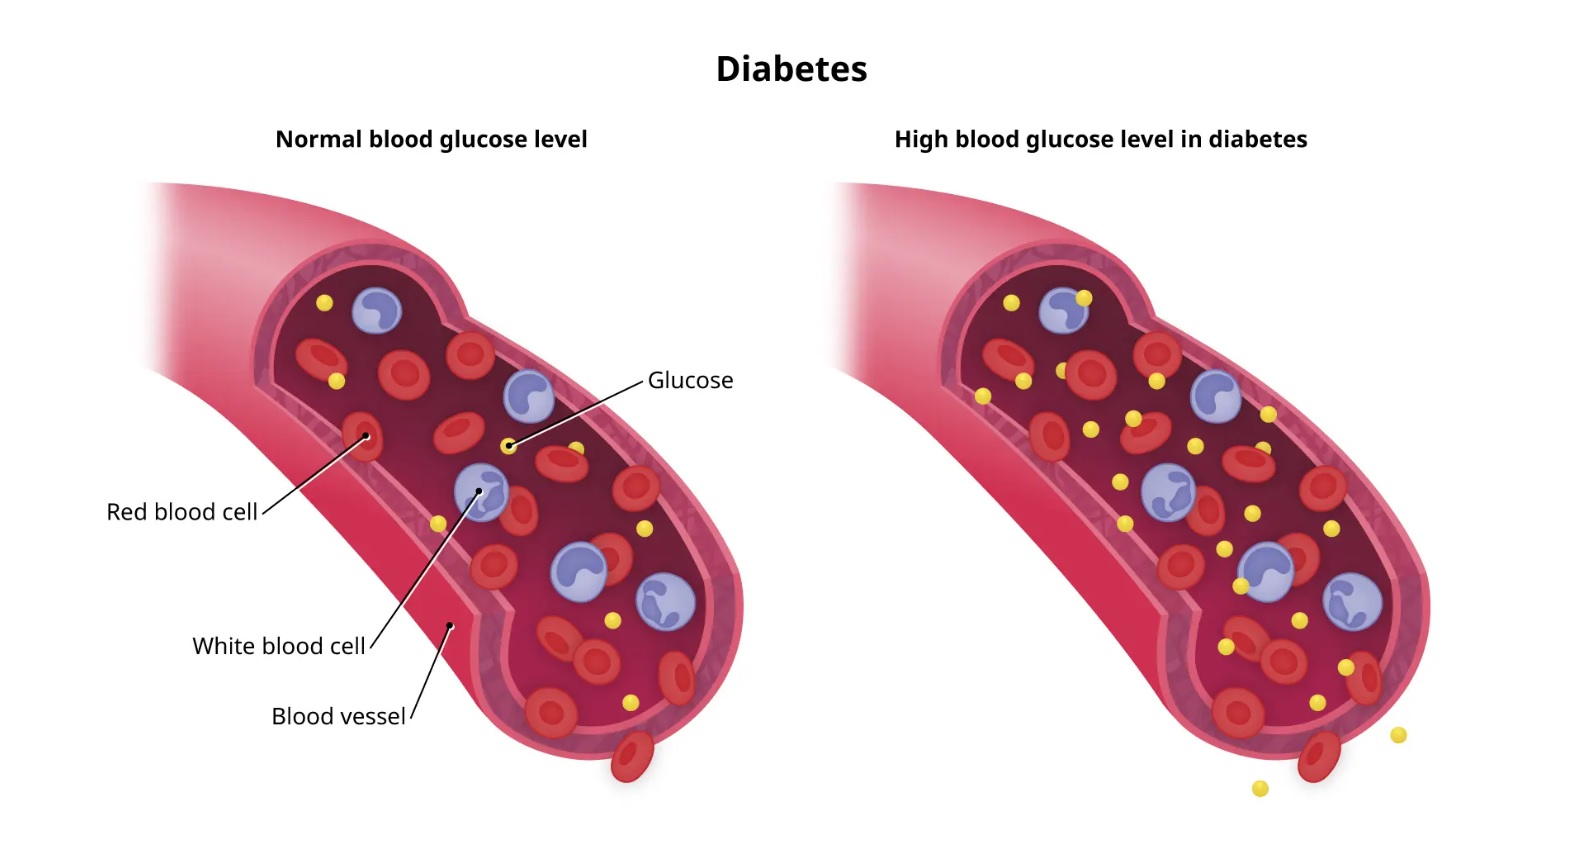 Diabetes
Normal blood glucose level
High blood glucose level in diabetes
Glucose
Red blood cell
White blood cell
Blood vessel